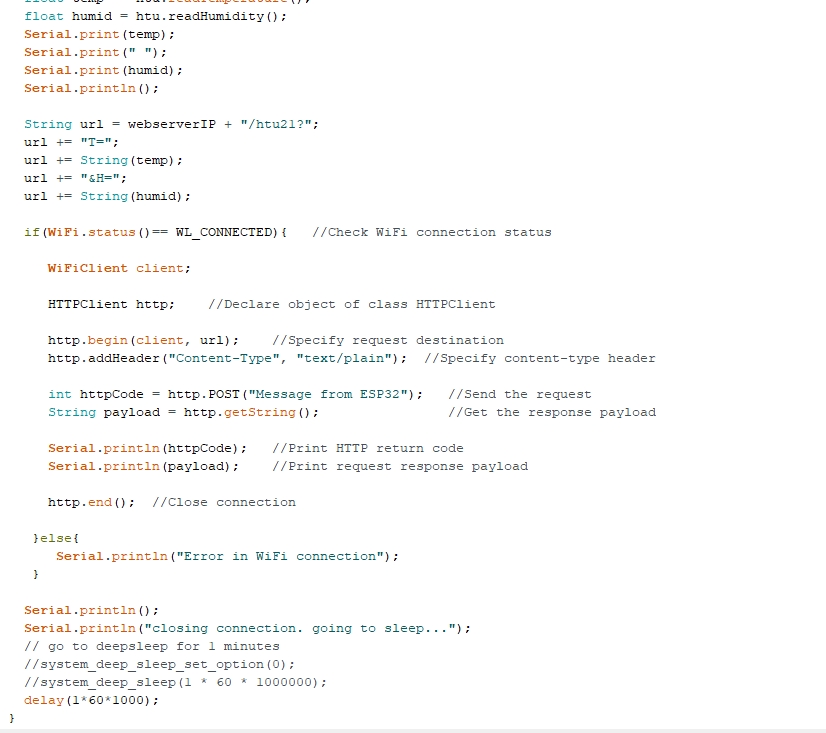 float humid = htu.readHumidity();
Serial.print(temp);
Serial.print(" ");
Serial.print(humid);
Serial.println();
String url = webserverIP + "/htu21?";
url += "T=";
url += String(temp);
url += "&H=";
url += String(humid);
if(WiFi.status()== WL_CONNECTED){   //Check WiFi connection status
WiFiClient client;
HTTPClient http;    //Declare object of class HTTPClient
http.begin(client, url);    //Specify request destination
http.addHeader("Content-Type", "text/plain");  //Specify content-type header
int httpCode = http.POST("Message from ESP32");   //Send the request
String payload = http.getString();                //Get the response payload
Serial.println(httpCode);   //Print HTTP return code
Serial.println(payload);    //Print request response payload
http.end();  //Close connection
}else{
Serial.println("Error in WiFi connection");
}
Serial.println();
Serial.println("closing connection. going to sleep...");
// go to deepsleep for 1 minutes
//system_deep_sleep_set_option(0);
//system_deep_sleep(1 * 60 * 1000000);
delay(1*60*1000);
}